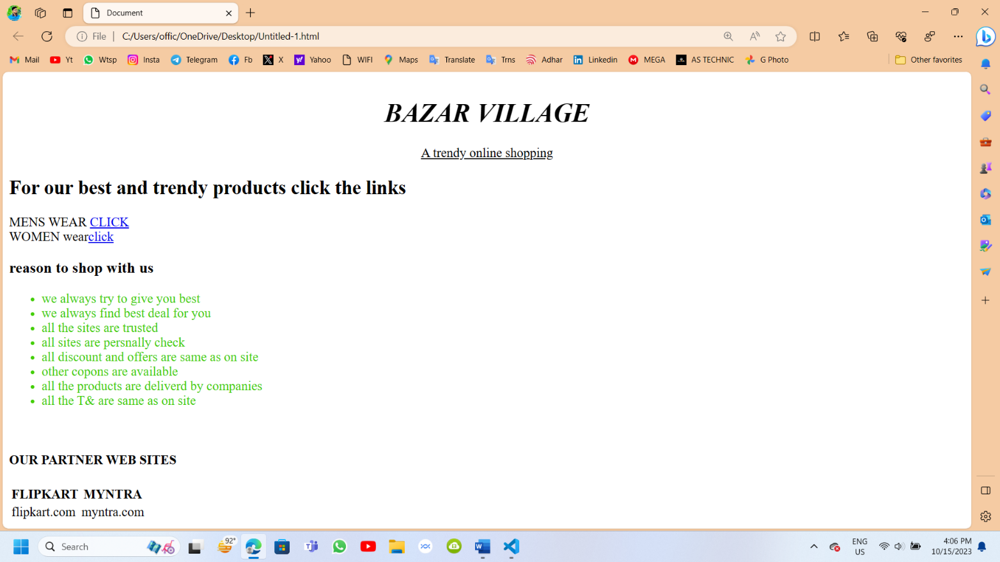 Document
File
C:/Users/offic/OneDrive/Desktop/Untitled-1.html
Mail Yt Wtsp Insta Telegram Fb X Yahoo WIFI Maps Translate Trns Adhar Linkedin MEGA AS TECHNIC G Photo Other favorites
BAZAR VILLAGE
A trendy online shopping
For our best and trendy products click the links
MENS WEAR CLICK
WOMEN wearclick
reason to shop with us
we always try to give you best
we always find best deal for you
all the sites are trusted
all sites are persnally check
all discount and offers are same as on site
other copons are available
all the products are deliverd by companies
all the T& are same as on site
OUR PARTNER WEB SITES
FLIPKART MYNTRA
flipkart.com myntra.com
Search
92°
ENG
US
4:06 PM
10/15/2023